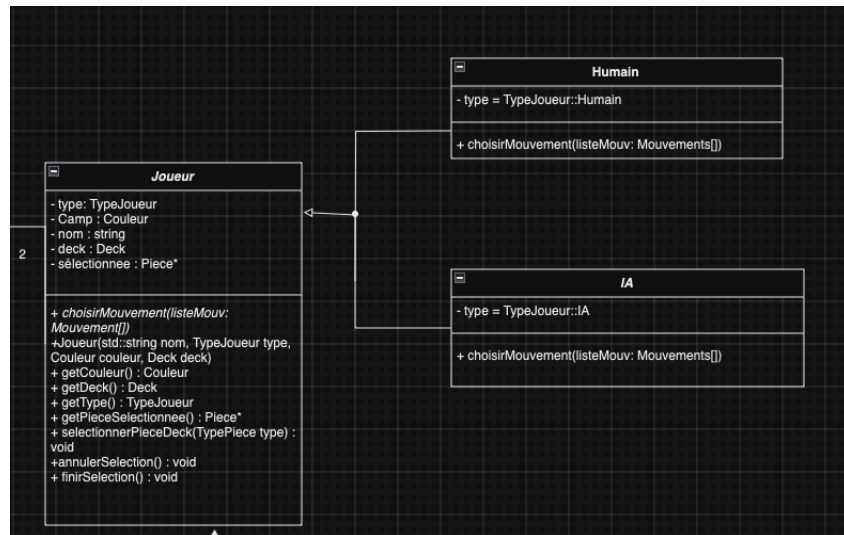 Humain
- type = TypeJoueur::Humain
+ choisirMouvement(listeMouv: Mouvements[])
Joueur
- type: TypeJoueur
- Camp : Couleur
- nom : string
- deck : Deck
- sélectionnee : Piece*
2
+ choisirMouvement(listeMouv:
Mouvement[])
+Joueur(std::string nom, TypeJoueur type,
Couleur couleur, Deck deck)
+ getCouleur() : Couleur
+ getDeck() : Deck
+ getType() : TypeJoueur
+ getPieceSelectionnee() : Piece*
+ selectionnerPieceDeck(TypePiece type) :
void
+annulerSelection() : void
+ finirSelection() : void
IA
- type = TypeJoueur::IA
+ choisirMouvement(listeMouv: Mouvements[])